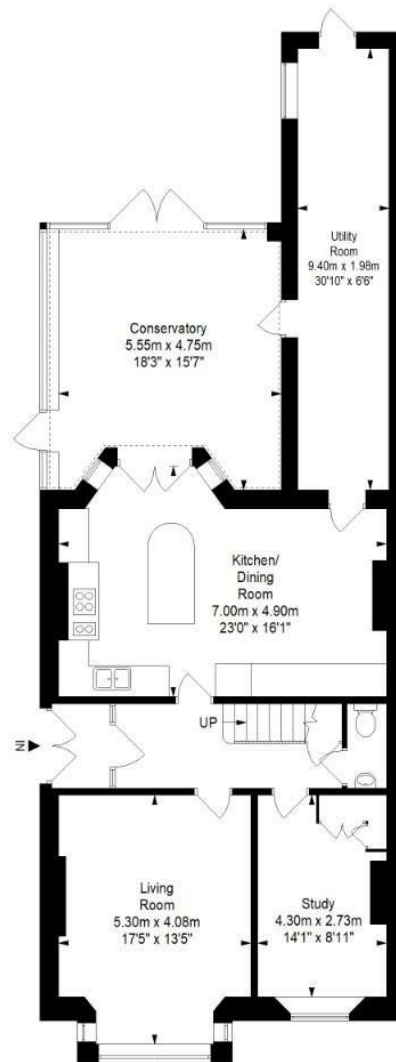 Utility
Room
9.40m x 1.98m
30'10" x 6'6"
Conservatory
5.55m x 4.75m
18'3" x 15'7"
Kitchen/
Dining
Room
7.00m x 4.90m
23'0" x 16'1"
UP
IN
Living
Room
5.30m x 4.08m
17'5" x 13'5"
Study
4.30m x 2.73m
14'1" x 8'11"